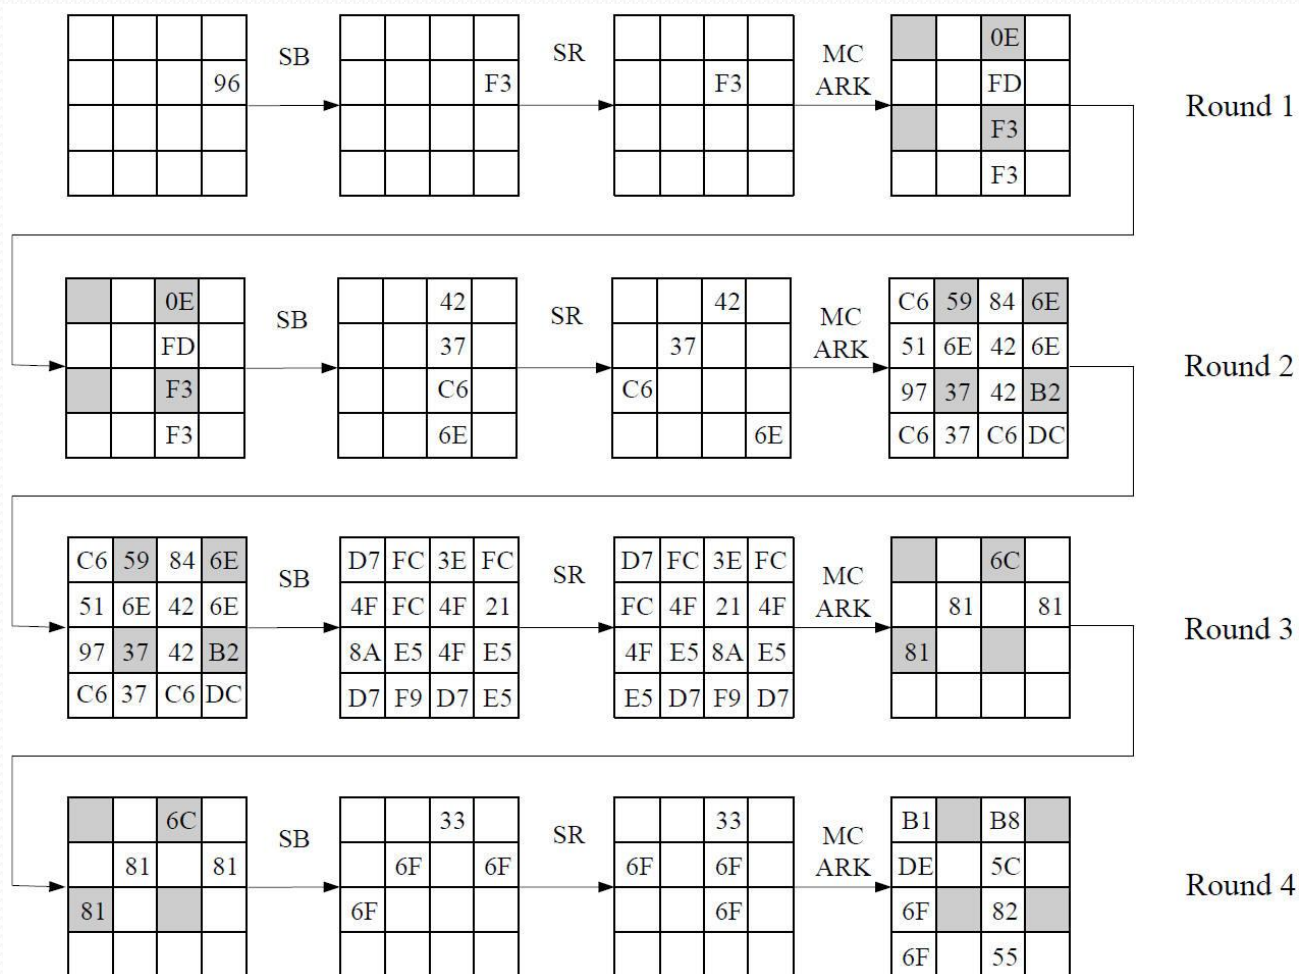 0E
SB SR MC
96 F3 F3 ARK FD Round 1
F3
F3
0E 42 42 C6 59 84 6E
SB SR MC
FD 37 37 ARK 51 6E 42 6E Round 2
F3 C6 C6 97 37 42 B2
F3 6E 6E C6 37 C6 DC
C6 59 84 6E D7 FC 3E FC D7 FC 3E FC 6C
SB SR MC
51 6E 42 6E 4F FC 4F 21 FC 4F 21 4F ARK 81 81 Round 3
97 37 42 B2 8A E5 4F E5 4F E5 8A E5 81
C6 37 C6 DC D7 F9 D7 E5 E5 D7 F9 D7
6C 33 33 B1 B8
SB SR MC
81 81 6F 6F 6F 6F ARK DE 5C Round 4
81 6F 6F 6F 82
6F 55